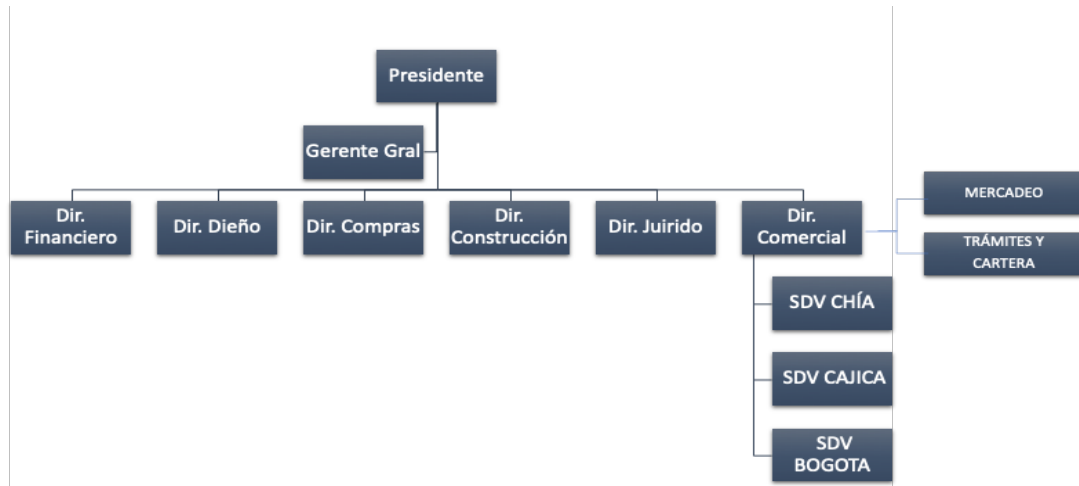 Presidente
Gerente Gral
Dir.
Financiero
Dir. Dieño
Dir. Compras
Dir.
Construcción
Dir. Juirido
Dir.
Comercial
MERCADEO
TRÁMITES Y
CARTERA
SDV CHÍA
SDV CAJICA
SDV
BOGOTA